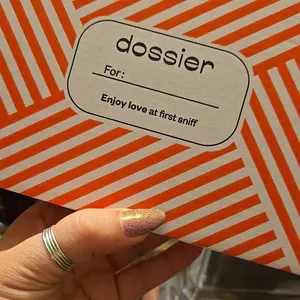 dossier
For:
Enjoy love at first sniff